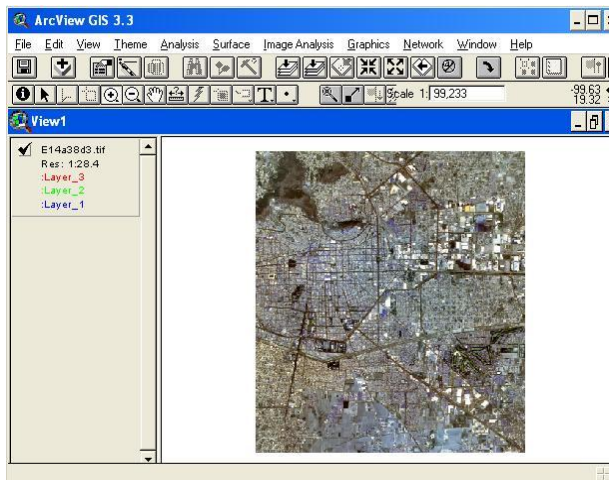 ArcView GIS 3.3
File Edit View Theme Analysis Surface Image Analysis Graphics Network Window Help
T Scale 1: 99,233 -99.63
19.32
View1
E14a38d3.tif
Res: 1:28.4
:Layer_3
:Layer_2
:Layer_1